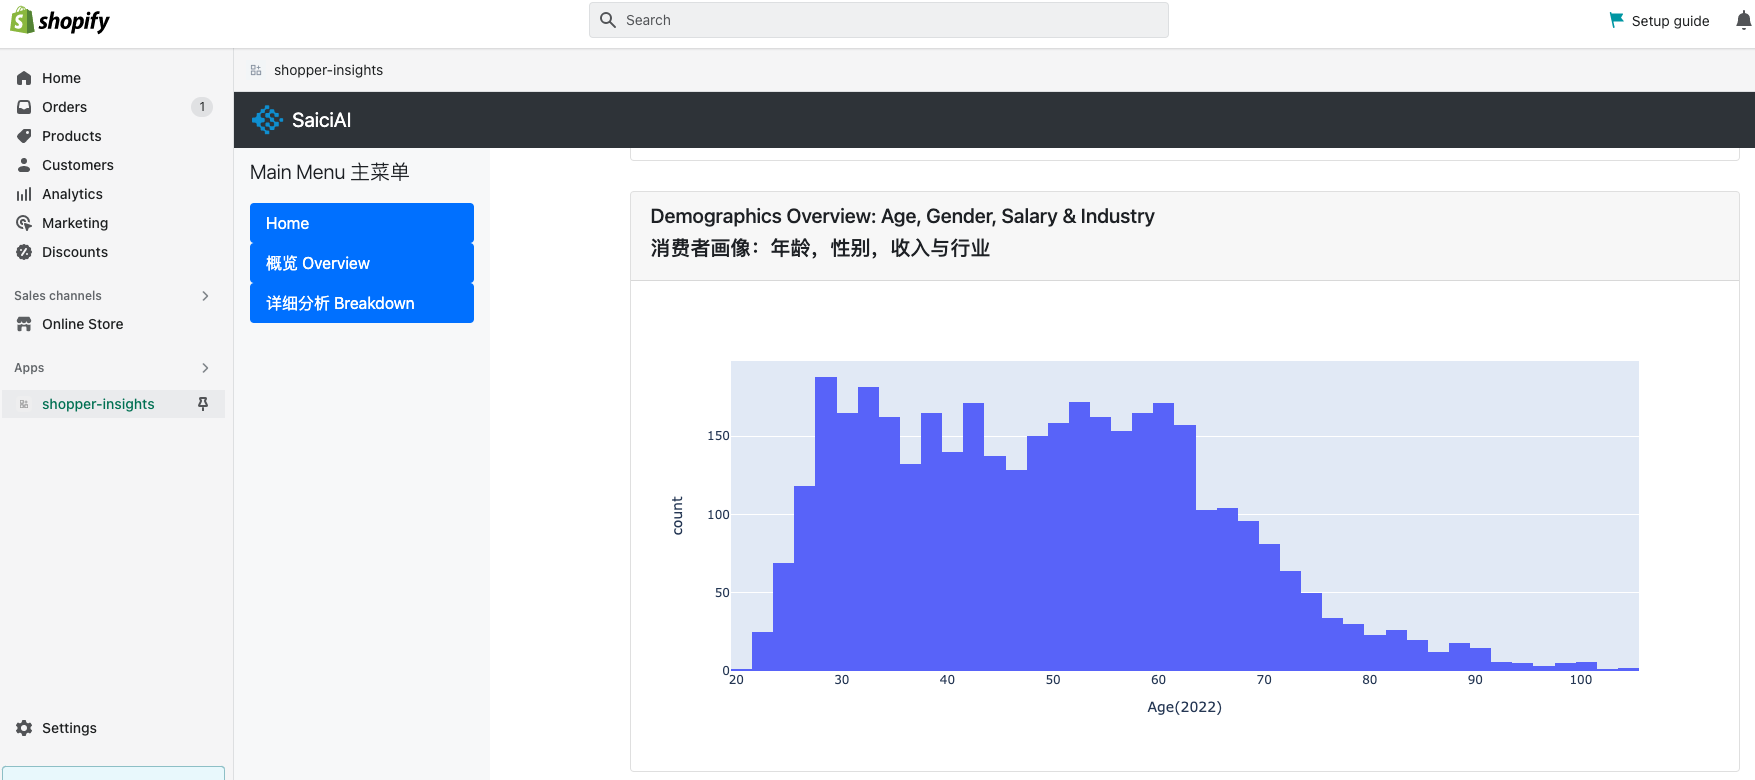 shopify
Search
Setup guide
Home
Orders 1
Products
Customers
Analytics
Marketing
Discounts
Sales channels
Online Store
Apps
shopper-insights
Settings
shopper-insights
SaiciAI
Main Menu 主菜单
Home
概览 Overview
详细分析 Breakdown
Demographics Overview: Age, Gender, Salary & Industry
消费者画像：年龄，性别，收入与行业
150
100
50
0
count
20 30 40 50 60 70 80 90 100
Age(2022)